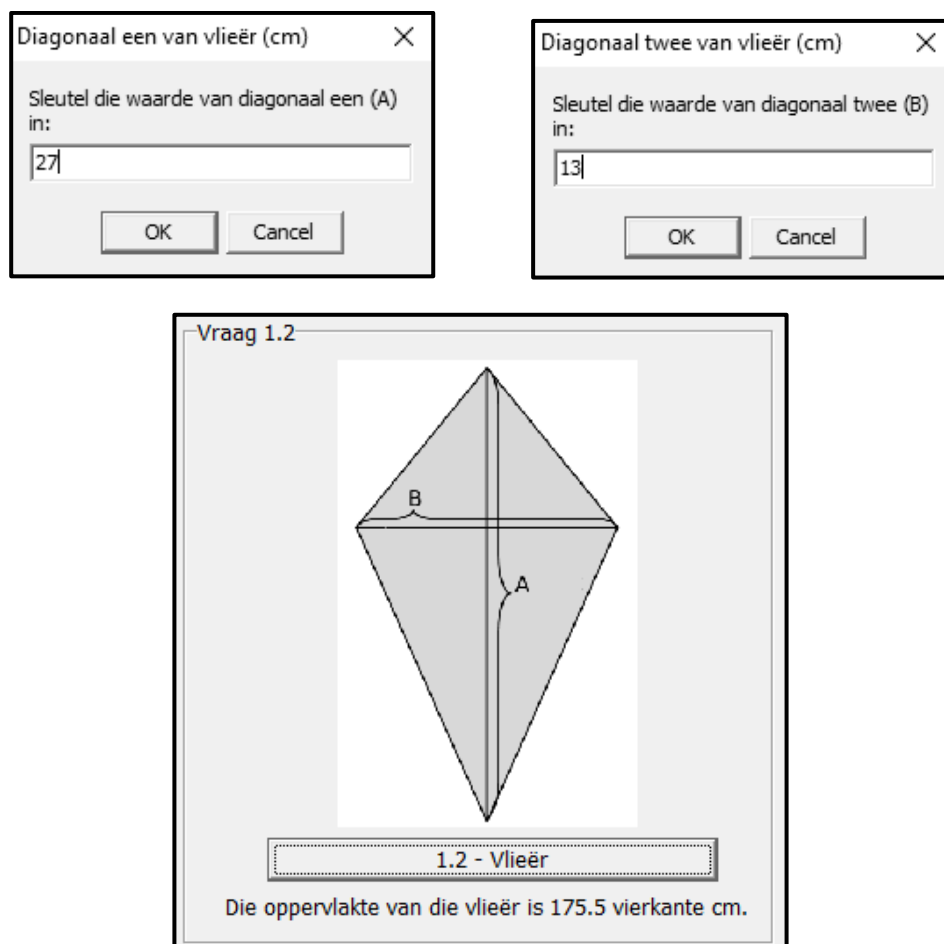 Diagonaal een van vlieër (cm)
Sleutel die waarde van diagonaal een (A)
in:
27
OK Cancel
Diagonaal twee van vlieër (cm)
Sleutel die waarde van diagonaal twee (B)
in:
13
OK Cancel
Vraag 1.2
B
A
1.2 - Vlieër
Die oppervlakte van die vlieër is 175.5 vierkante cm.